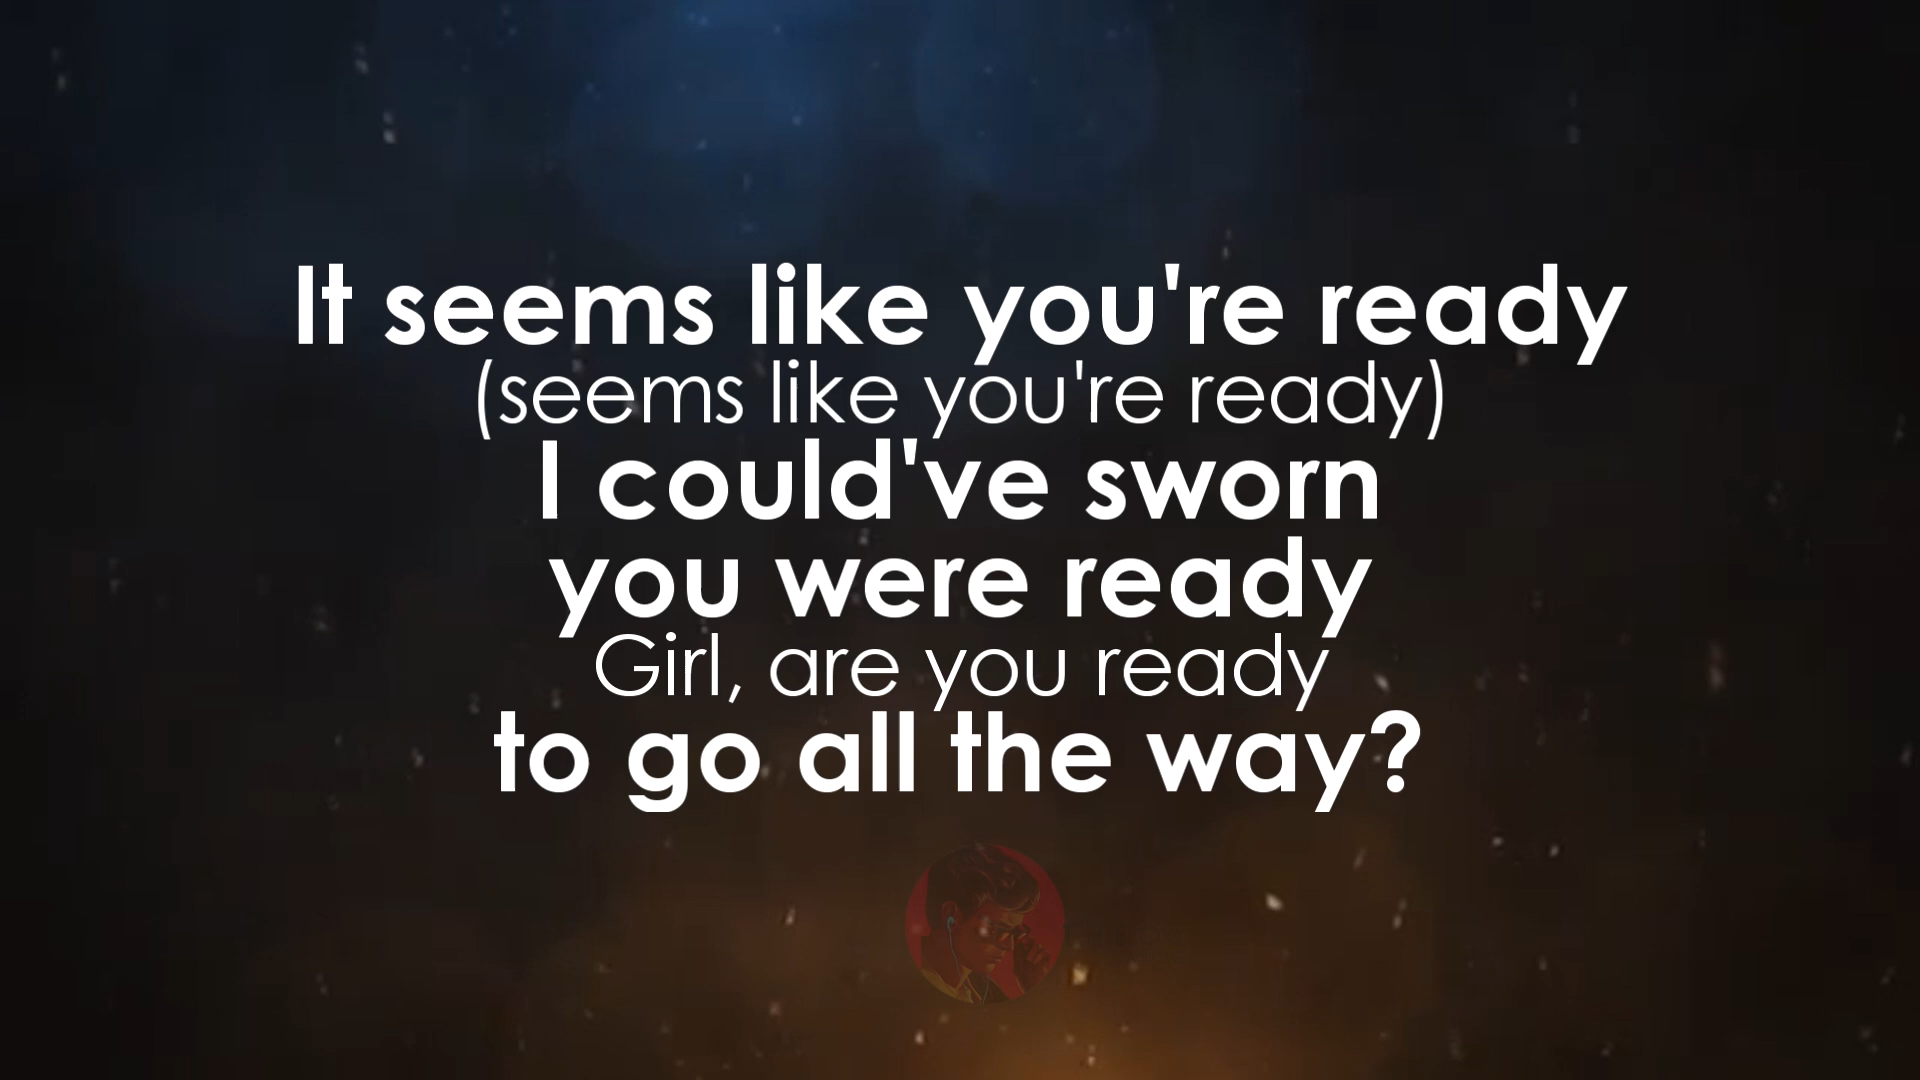 It seems like you're ready
(seems like you're ready)
I could've sworn
you were ready
Girl, are you ready
to go all the way?